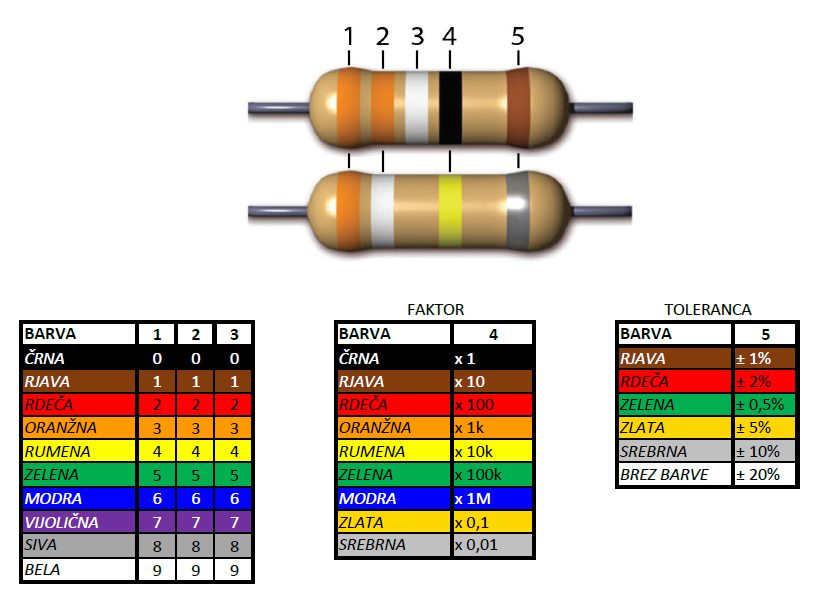 1 2 3 4 5
FAKTOR TOLERANCA
BARVA 1 2 3
ČRNA 0 0 0
RJAVA 1 1 1
RDEČA 2 2 2
ORANŽNA 3 3 3
RUMENA 4 4 4
ZELENA 5 5 5
MODRA 6 6 6
VIJOLIČNA 7 7 7
SIVA 8 8 8
BELA 9 9 9
BARVA 4
ČRNA x 1
RJAVA x 10
RDEČA x 100
ORANŽNA x 1k
RUMENA x 10k
ZELENA x 100k
MODRA x 1M
ZLATA x 0,1
SREBRNA x 0,01
BARVA 5
RJAVA ± 1%
RDEČA ± 2%
ZELENA ± 0,5%
ZLATA ± 5%
SREBRNA ± 10%
BREZ BARVE ± 20%